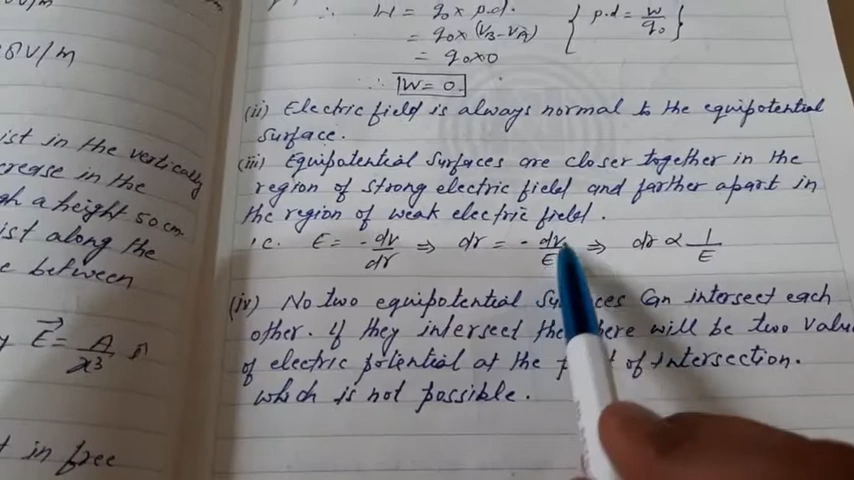 8V/m
ist in the vertically
crease in the
gh a height 50 cm.
ist along the
e between
y E→ = A/x³ î
t in free
∴ W = q₀ x p.d.
{ p.d = W/q₀ }
= q₀ x (V_B - V_A)
= q₀ x 0
∴ W = 0.
(ii) Electric field is always normal to the equipotential
surface.
(iii) Equipotential surfaces are closer together in the
region of strong electric field and farther apart in
the region of weak electric field.
i.e. E = - dv/dr ⇒ dr = - dv/E ⇒ dr ∝ 1/E
(iv) No two equipotential surfaces can intersect each
other. If they intersect there will be two value
of electric potential at the of intersection.
which is not possible.